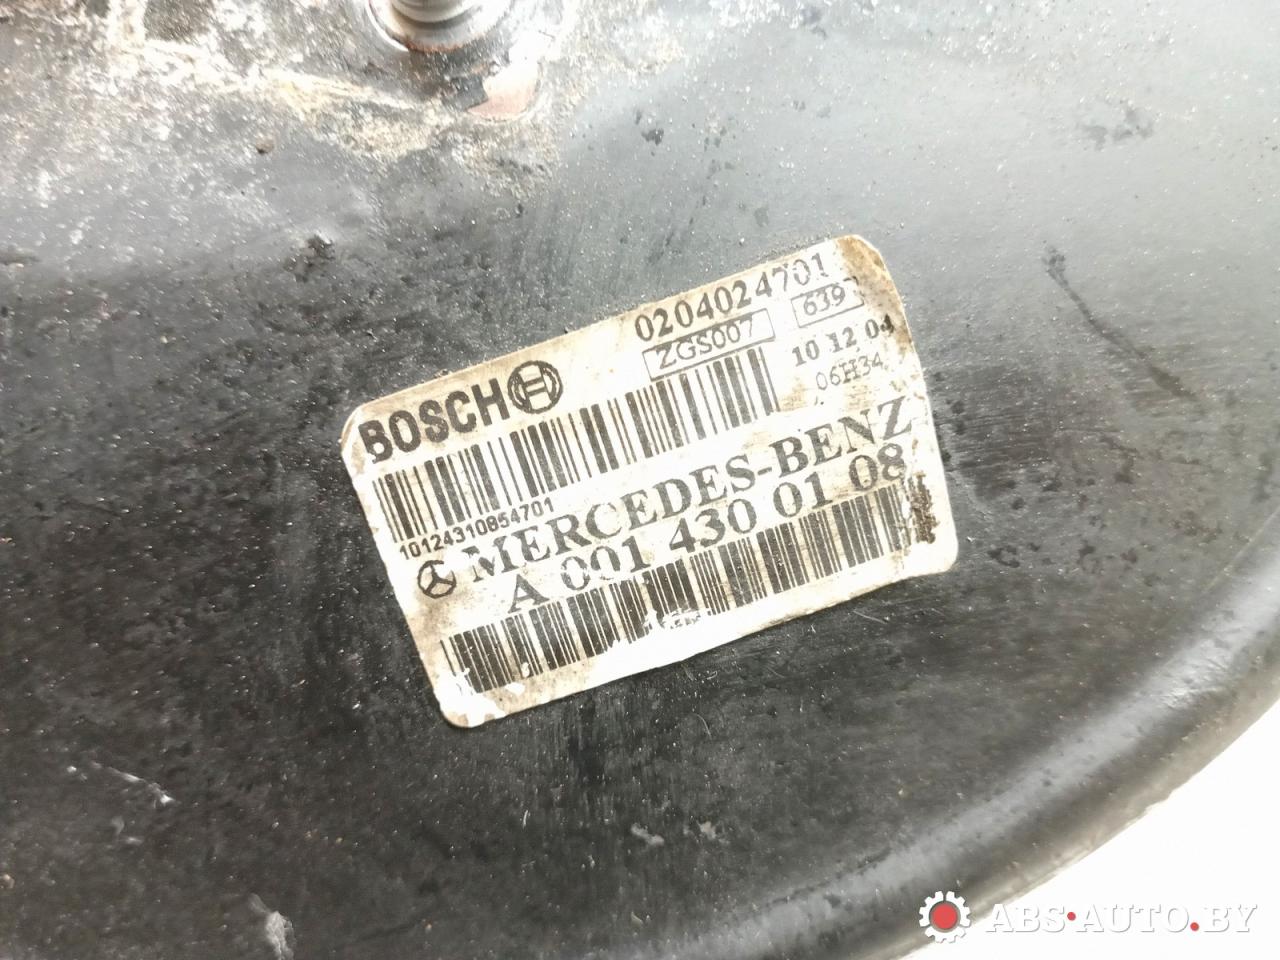 0204024701
BOSCH
ZGS007
639
10 12 04
06H34
10124310854701
MERCEDES-BENZ
A 001 430 01 08
ABS-AUTO.BY